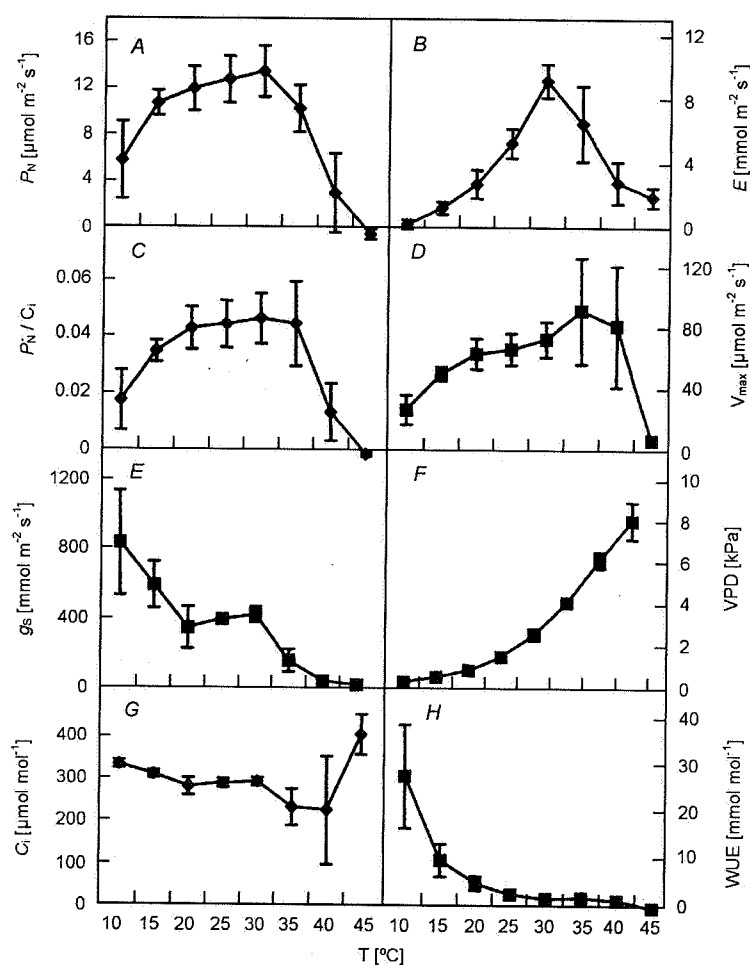 A
B
16
12
8
4
0
P_N [µmol m⁻² s⁻¹]
12
8
4
0
E [mmol m⁻² s⁻¹]
C
D
0.06
0.04
0.02
0
P_N / C_i
120
80
40
0
V_max [µmol m⁻² s⁻¹]
E
F
1200
800
400
0
g_s [mmol m⁻² s⁻¹]
10
8
6
4
2
0
VPD [kPa]
G
H
400
300
200
100
0
C_i [µmol mol⁻¹]
40
30
20
10
0
WUE [mmol mol⁻¹]
10 15 20 25 30 35 40 45
10 15 20 25 30 35 40 45
T [ºC]